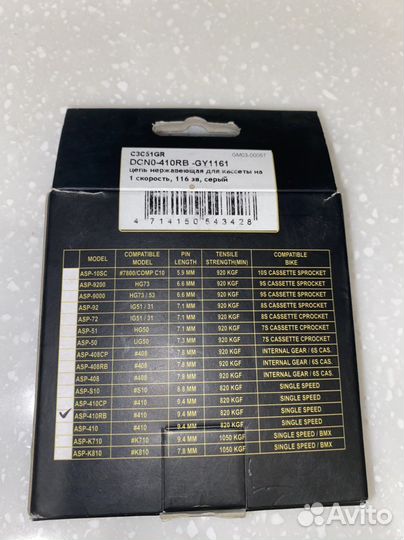 C3C51GR GM03-00061
DCN0-410RB -GY1161
цепь нержавеющая для кассеты на
1 скорость, 116 зв, серый
4 714150 543428
MODEL COMPATIBLE MODEL PIN LENGTH TENSILE STRENGTH(MIN) COMPATIBLE BIKE
ASP-10SC #7800/COMP C10 5.9 MM 920 KGF 10S CASSETTE SPROCKET
ASP-9200 HG73 6.6 MM 920 KGF 9S CASSETTE SPROCKET
ASP-9000 HG73 / 53 6.6 MM 920 KGF 9S CASSETTE SPROCKET
ASP-92 IG51 / 31 7.1 MM 920 KGF 8S CASSETTE CPROCKET
ASP-72 IG51 / 31 7.1 MM 820 KGF 8S CASSETTE CPROCKET
ASP-51 HG50 7.1 MM 920 KGF 7S CASSETTE CPROCKET
ASP-50 UG50 7.3 MM 820 KGF 7S CASSETTE CPROCKET
ASP-408CP #408 7.8 MM 920 KGF INTERNAL GEAR / 6S CAS.
ASP-408RB #408 7.8 MM 920 KGF INTERNAL GEAR / 6S CAS.
ASP-408 #408 7.8 MM 920 KGF INTERNAL GEAR / 6S CAS.
ASP-S10 #S10 8.8 MM 820 KGF SINGLE SPEED
ASP-410CP #410 9.4 MM 820 KGF SINGLE SPEED
ASP-410RB #410 9.4 MM 820 KGF SINGLE SPEED
ASP-410 #410 9.4 MM 820 KGF SINGLE SPEED
ASP-K710 #K710 9.4 MM 1050 KGF SINGLE SPEED / BMX
ASP-K810 #K810 7.8 MM 1050 KGF SINGLE SPEED / BMX
Avito